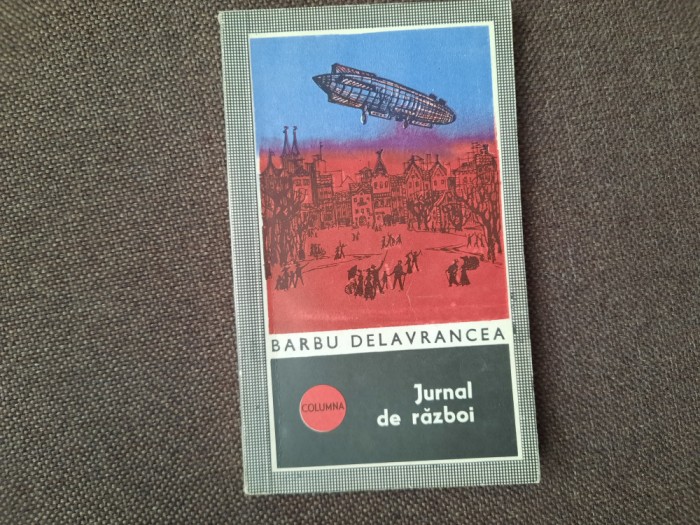 BARBU DELAVRANCEA
COLUMNA
Jurnal
de război